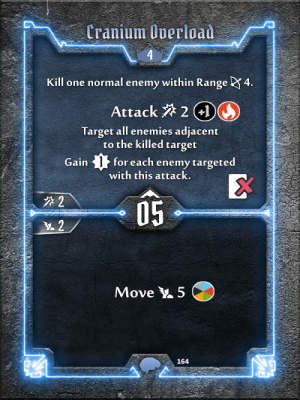 Cranium Overload
4
Kill one normal enemy within Range 4.
Attack 2 +1
Target all enemies adjacent
to the killed target
Gain 1 for each enemy targeted
with this attack.
2
05
2
Move 5
164